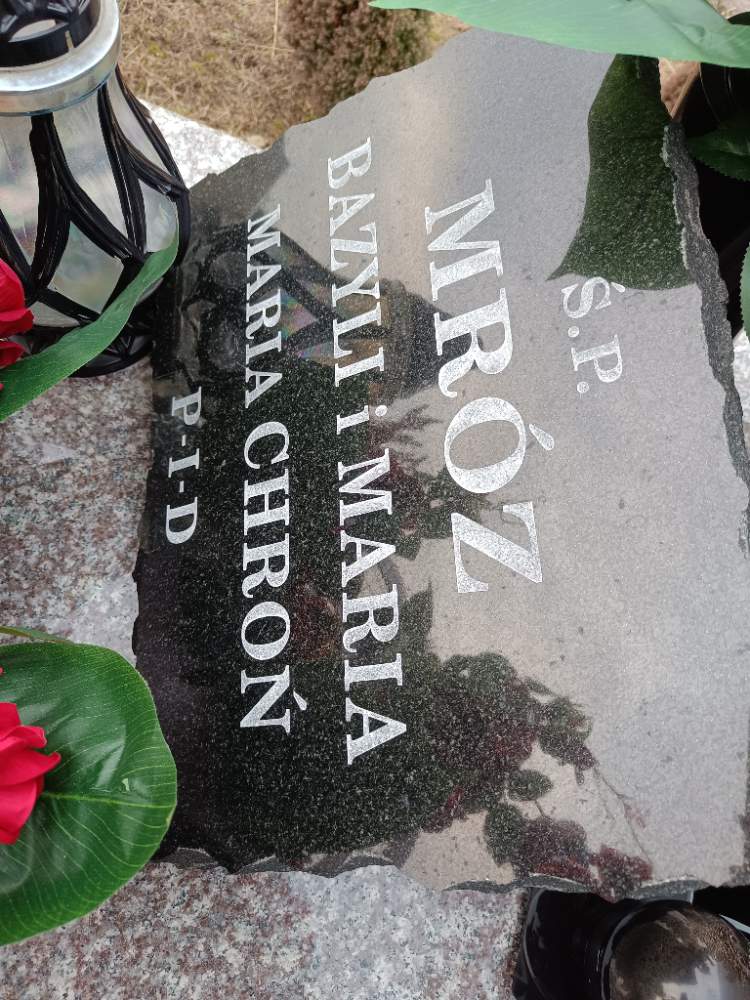 Ś.P.
MRÓZ
BAZYLI i MARIA
MARIA CHROŃ
P-I-D